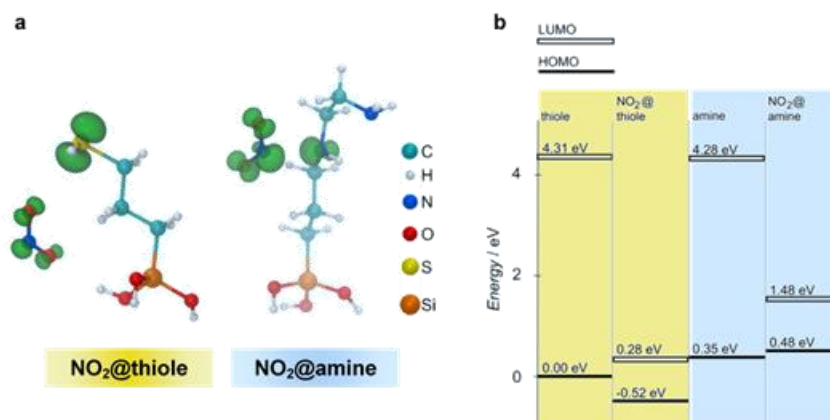 a
C
H
N
O
S
Si
NO₂@thiole
NO₂@amine
b
LUMO
HOMO
thiole
NO₂@
thiole
amine
NO₂@
amine
4.31 eV
4.28 eV
4
Energy / eV
2
1.48 eV
0.28 eV
0.35 eV
0.48 eV
0
0.00 eV
-0.52 eV